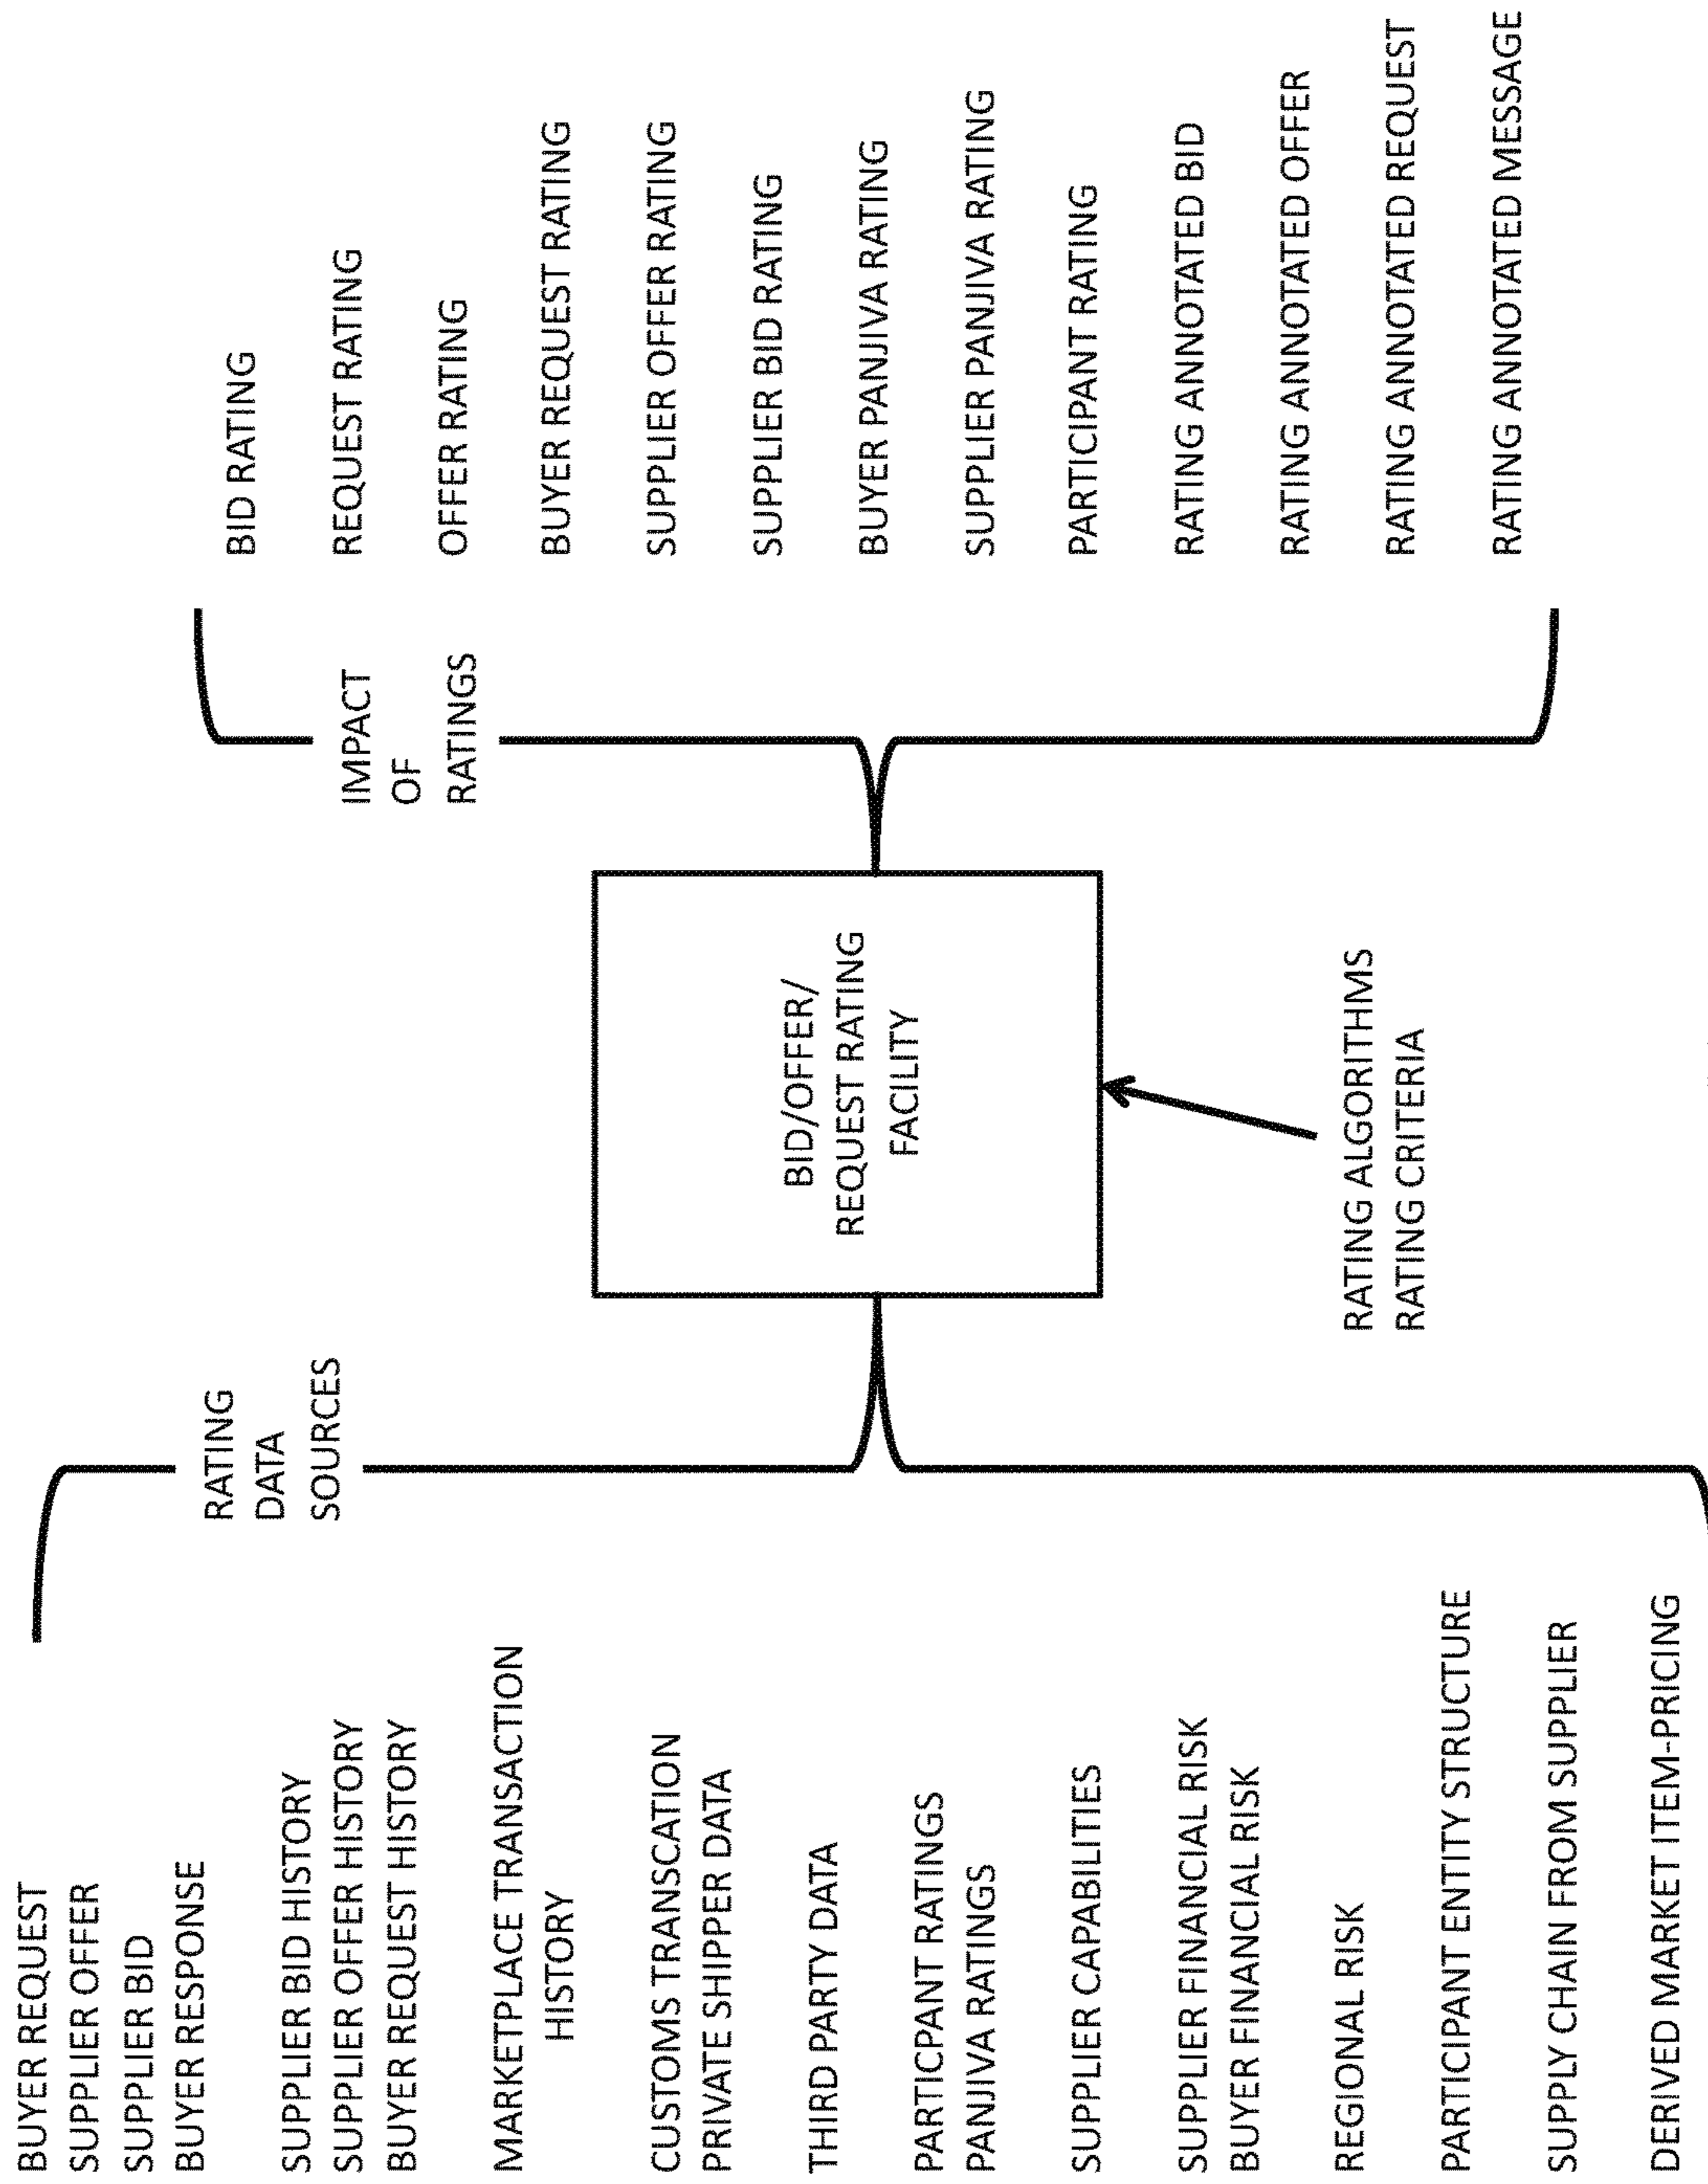 BUYER REQUEST
SUPPLIER OFFER
SUPPLIER BID
BUYER RESPONSE
SUPPLIER BID HISTORY
SUPPLIER OFFER HISTORY
BUYER REQUEST HISTORY
MARKETPLACE TRANSACTION
HISTORY
CUSTOMS TRANSCATION
PRIVATE SHIPPER DATA
THIRD PARTY DATA
PARTICPANT RATINGS
PANJIVA RATINGS
SUPPLIER CAPABILITIES
SUPPLIER FINANCIAL RISK
BUYER FINANCIAL RISK
REGIONAL RISK
PARTICIPANT ENTITY STRUCTURE
SUPPLY CHAIN FROM SUPPLIER
DERIVED MARKET ITEM-PRICING
RATING
DATA
SOURCES
BID/OFFER/
REQUEST RATING
FACILITY
RATING ALGORITHMS
RATING CRITERIA
IMPACT
OF
RATINGS
BID RATING
REQUEST RATING
OFFER RATING
BUYER REQUEST RATING
SUPPLIER OFFER RATING
SUPPLIER BID RATING
BUYER PANJIVA RATING
SUPPLIER PANJIVA RATING
PARTICIPANT RATING
RATING ANNOTATED BID
RATING ANNOTATED OFFER
RATING ANNOTATED REQUEST
RATING ANNOTATED MESSAGE